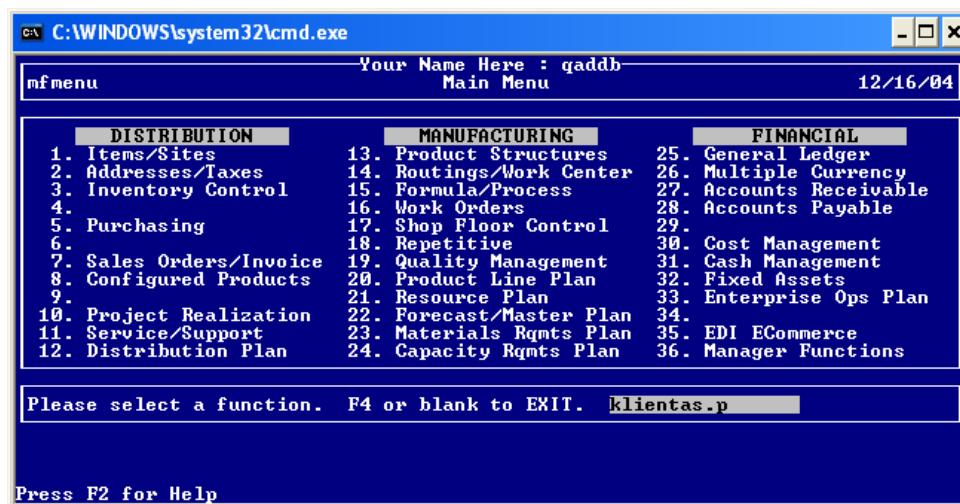 C:\WINDOWS\system32\cmd.exe
Your Name Here : qaddb
mfmenu Main Menu 12/16/04
DISTRIBUTION MANUFACTURING FINANCIAL
1. Items/Sites 13. Product Structures 25. General Ledger
2. Addresses/Taxes 14. Routings/Work Center 26. Multiple Currency
3. Inventory Control 15. Formula/Process 27. Accounts Receivable
4. 16. Work Orders 28. Accounts Payable
5. Purchasing 17. Shop Floor Control 29.
6. 18. Repetitive 30. Cost Management
7. Sales Orders/Invoice 19. Quality Management 31. Cash Management
8. Configured Products 20. Product Line Plan 32. Fixed Assets
9. 21. Resource Plan 33. Enterprise Ops Plan
10. Project Realization 22. Forecast/Master Plan 34.
11. Service/Support 23. Materials Rqmts Plan 35. EDI ECommerce
12. Distribution Plan 24. Capacity Rqmts Plan 36. Manager Functions
Please select a function. F4 or blank to EXIT. klientas.p
Press F2 for Help